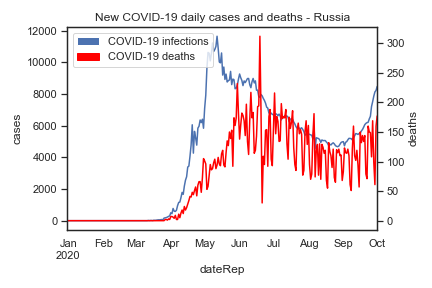 New COVID-19 daily cases and deaths - Russia
COVID-19 infections
COVID-19 deaths
12000
10000
8000
6000
4000
2000
0
cases
300
250
200
150
100
50
0
deaths
Jan Feb Mar Apr May Jun Jul Aug Sep Oct
2020
dateRep